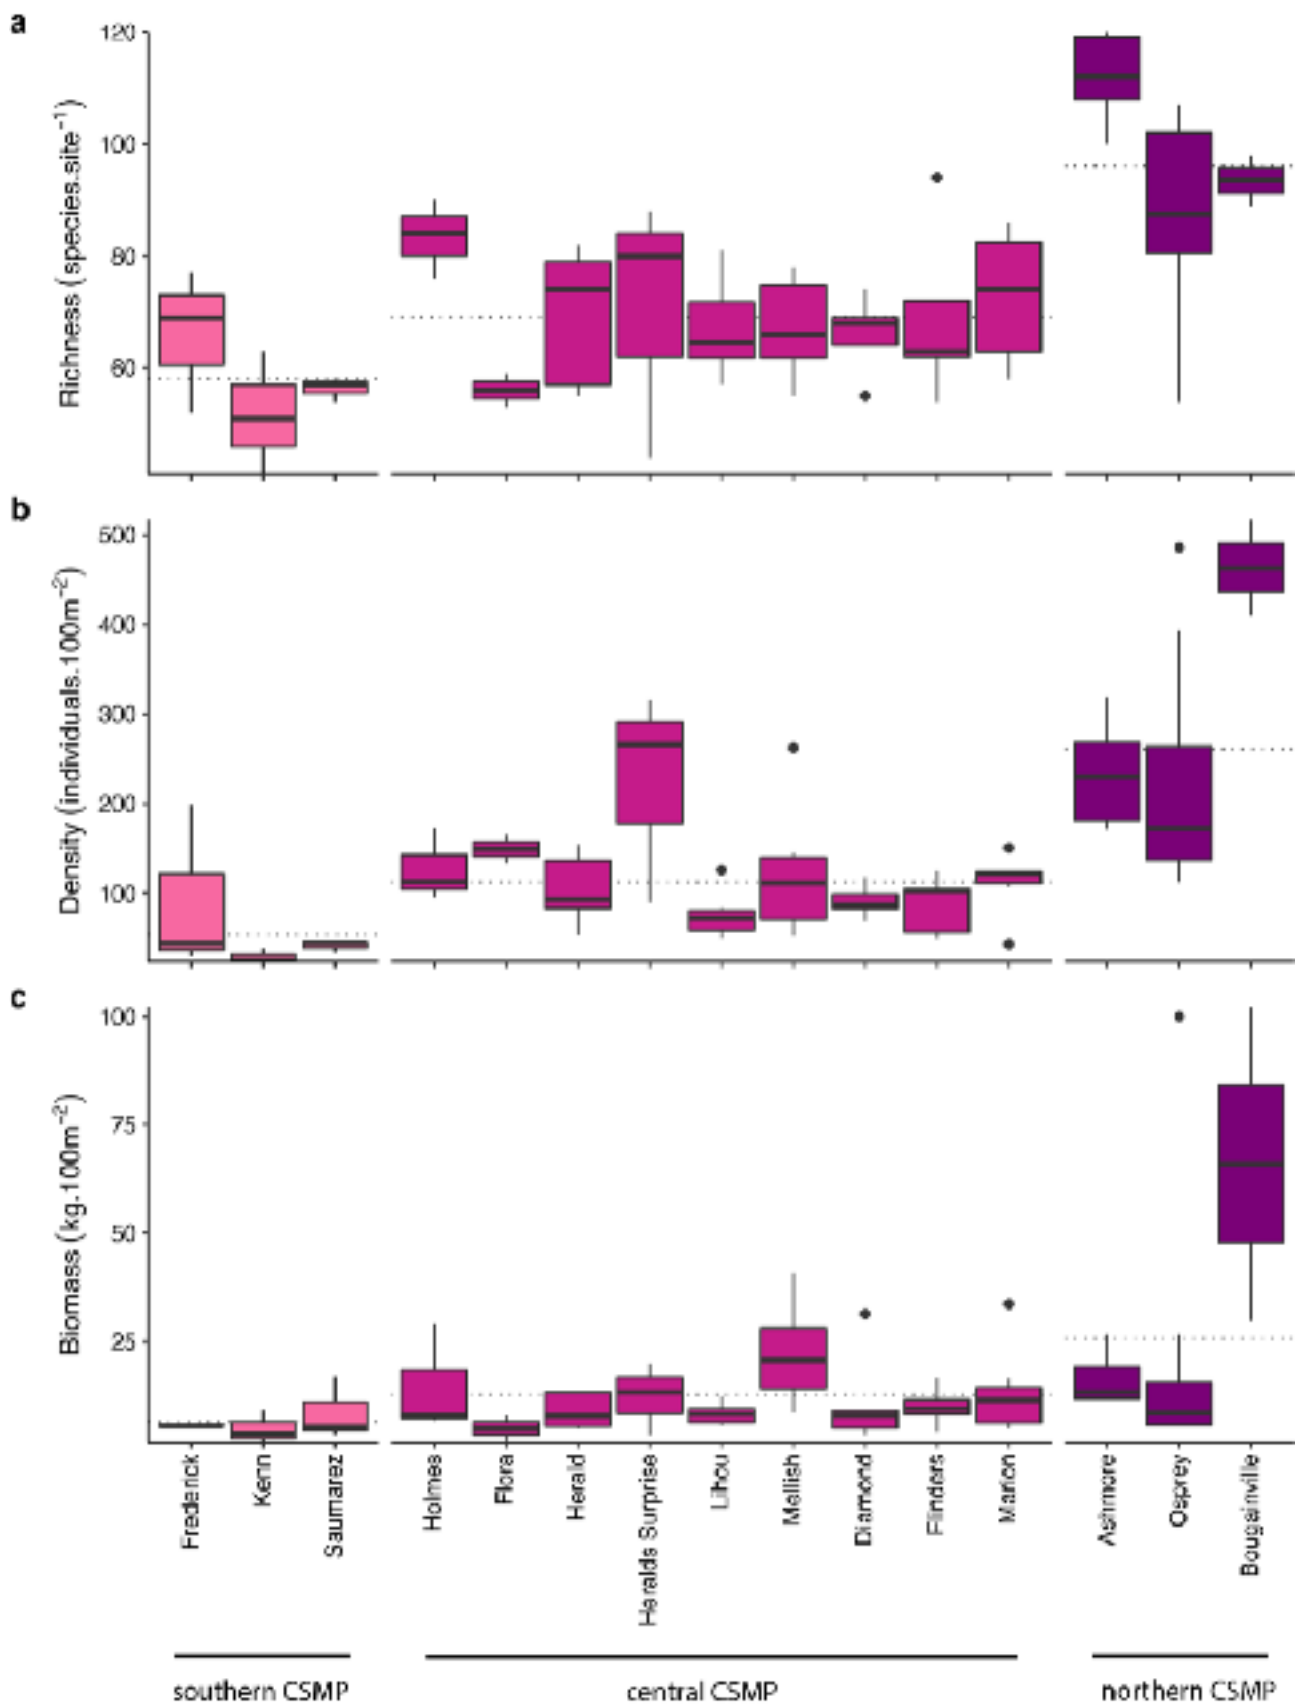 a
Richness (species.site⁻¹)
120
100
80
60
b
Density (individuals.100m⁻²)
500
400
300
200
100
c
Biomass (kg.100m⁻²)
100
75
50
25
Frederick
Kenn
Saumarez
Holmes
Flora
Herald
Heralds Surprise
Lihou
Mellish
Diamond
Flinders
Marion
Ashmore
Osprey
Bougainville
southern CSMP
central CSMP
northern CSMP